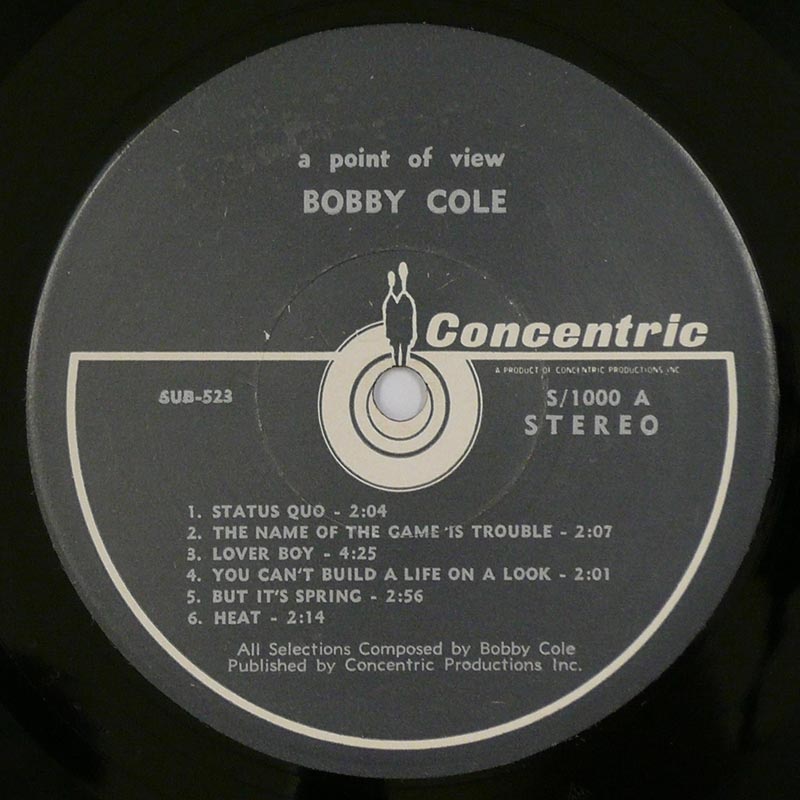 a point of view
BOBBY COLE
Concentric
A PRODUCT OF CONCENTRIC PRODUCTIONS, INC
SUB-523
S/1000 A
STEREO
1. STATUS QUO - 2:04
2. THE NAME OF THE GAME IS TROUBLE - 2:07
3. LOVER BOY - 4:25
4. YOU CAN'T BUILD A LIFE ON A LOOK - 2:01
5. BUT IT'S SPRING - 2:56
6. HEAT - 2:14
All Selections Composed by Bobby Cole
Published by Concentric Productions Inc.